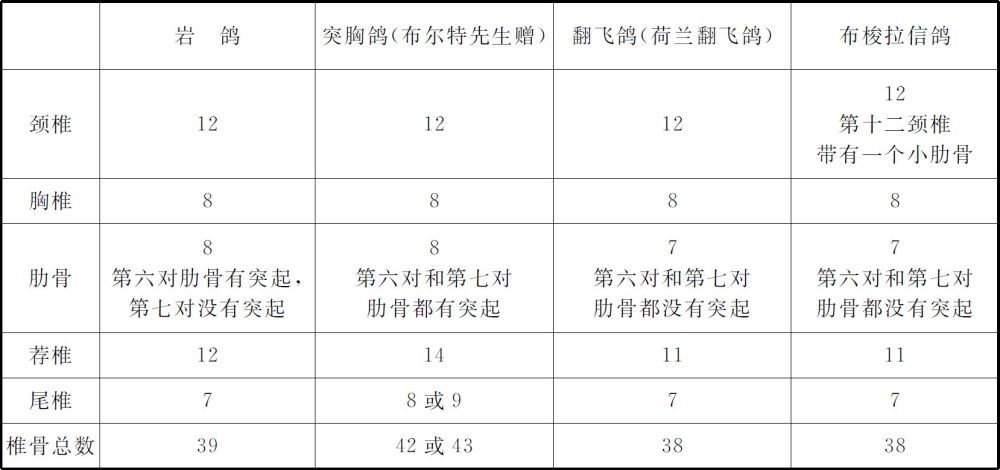 岩 鸽 突胸鸽(布尔特先生赠) 翻飞鸽(荷兰翻飞鸽) 布梭拉信鸽
颈椎 12 12 12 12
第十二颈椎
带有一个小肋骨
胸椎 8 8 8 8
肋骨 8 8 7 7
第六对肋骨有突起, 第六对和第七对 第六对和第七对 第六对和第七对
第七对没有突起 肋骨都有突起 肋骨都没有突起 肋骨都没有突起
荐椎 12 14 11 11
尾椎 7 8或9 7 7
椎骨总数 39 42或43 38 38